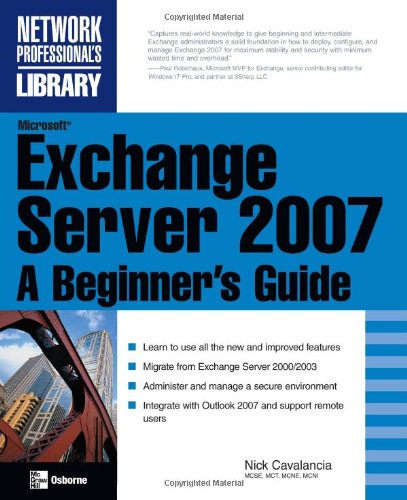 Copyrighted Material
NETWORK
PROFESSIONAL'S
LIBRARY
"Captures real-world knowledge to give beginning and intermediate
Exchange administrators a solid foundation in how to deploy, configure, and
manage Exchange 2007 for maximum stability and security with minimum
wasted time and overhead."
—Paul Robichaux, Microsoft MVP for Exchange, senior contributing editor for
Windows IT Pro, and partner at 3Sharp, LLC
Microsoft®
Exchange
Server 2007
A Beginner's Guide
Learn to use all the new and improved features
Migrate from Exchange Server 2000/2003
Administer and manage a secure environment
Integrate with Outlook 2007 and support remote
users
Nick Cavalancia
MCSE, MCT, MCNE, MCNI
Mc
Graw
Hill
Osborne
Copyrighted Material